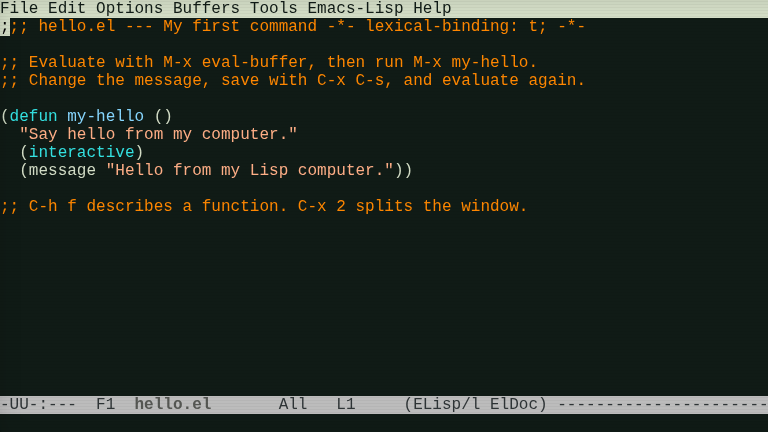 File Edit Options Buffers Tools Emacs-Lisp Help
;;; hello.el --- My first command -*- lexical-binding: t; -*-
;; Evaluate with M-x eval-buffer, then run M-x my-hello.
;; Change the message, save with C-x C-s, and evaluate again.
(defun my-hello ()
  "Say hello from my computer."
  (interactive)
  (message "Hello from my Lisp computer."))
;; C-h f describes a function. C-x 2 splits the window.
-UU-:---  F1  hello.el       All   L1     (ELisp/l ElDoc) ----------------------